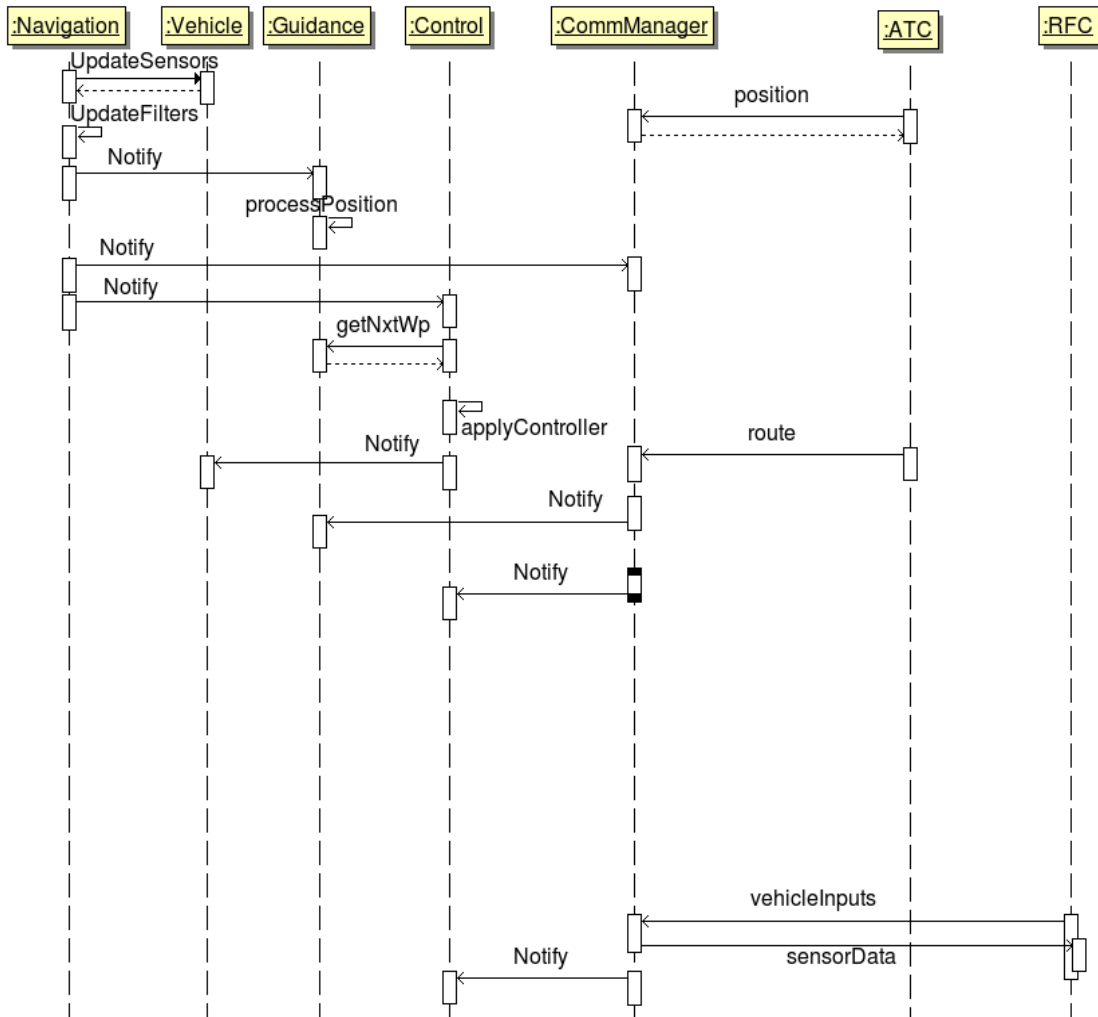 :Navigation
:Vehicle
:Guidance
:Control
:CommManager
:ATC
:RFC
UpdateSensors
position
UpdateFilters
Notify
processPosition
Notify
Notify
getNxtWp
applyController
route
Notify
Notify
Notify
vehicleInputs
sensorData
Notify